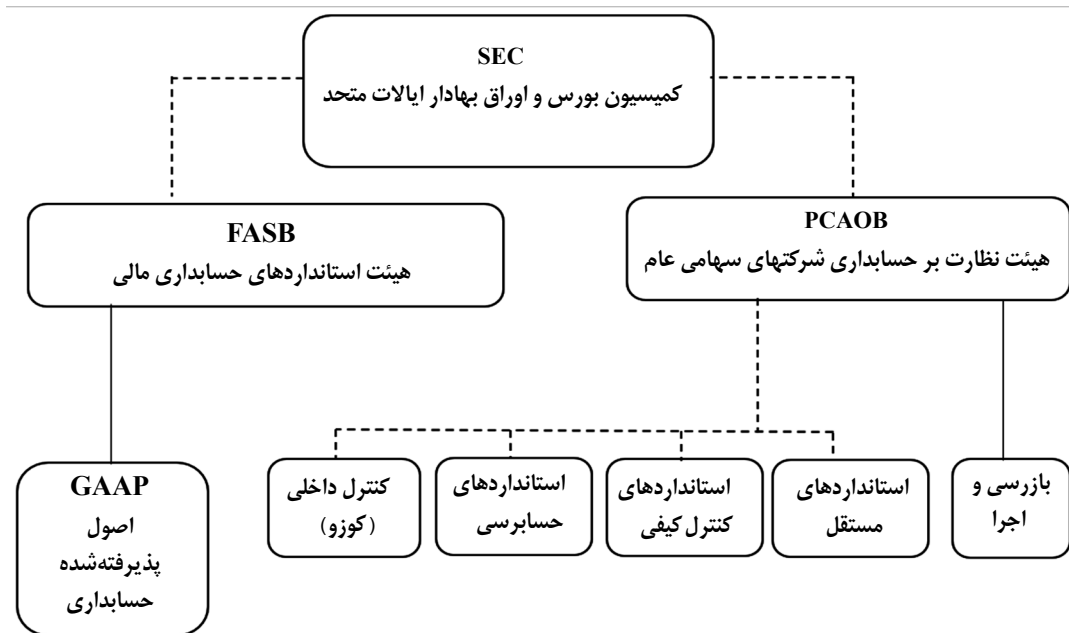 SEC
کمیسیون بورس و اوراق بهادار ایالات متحد
PCAOB
هیئت نظارت بر حسابداری شرکتهای سهامی عام
FASB
هیئت استانداردهای حسابداری مالی
بازرسی و
اجرا
استانداردهای
مستقل
استانداردهای
کنترل کیفی
استانداردهای
حسابرسی
کنترل داخلی
(کوزو)
GAAP
اصول
پذیرفته‌شده
حسابداری